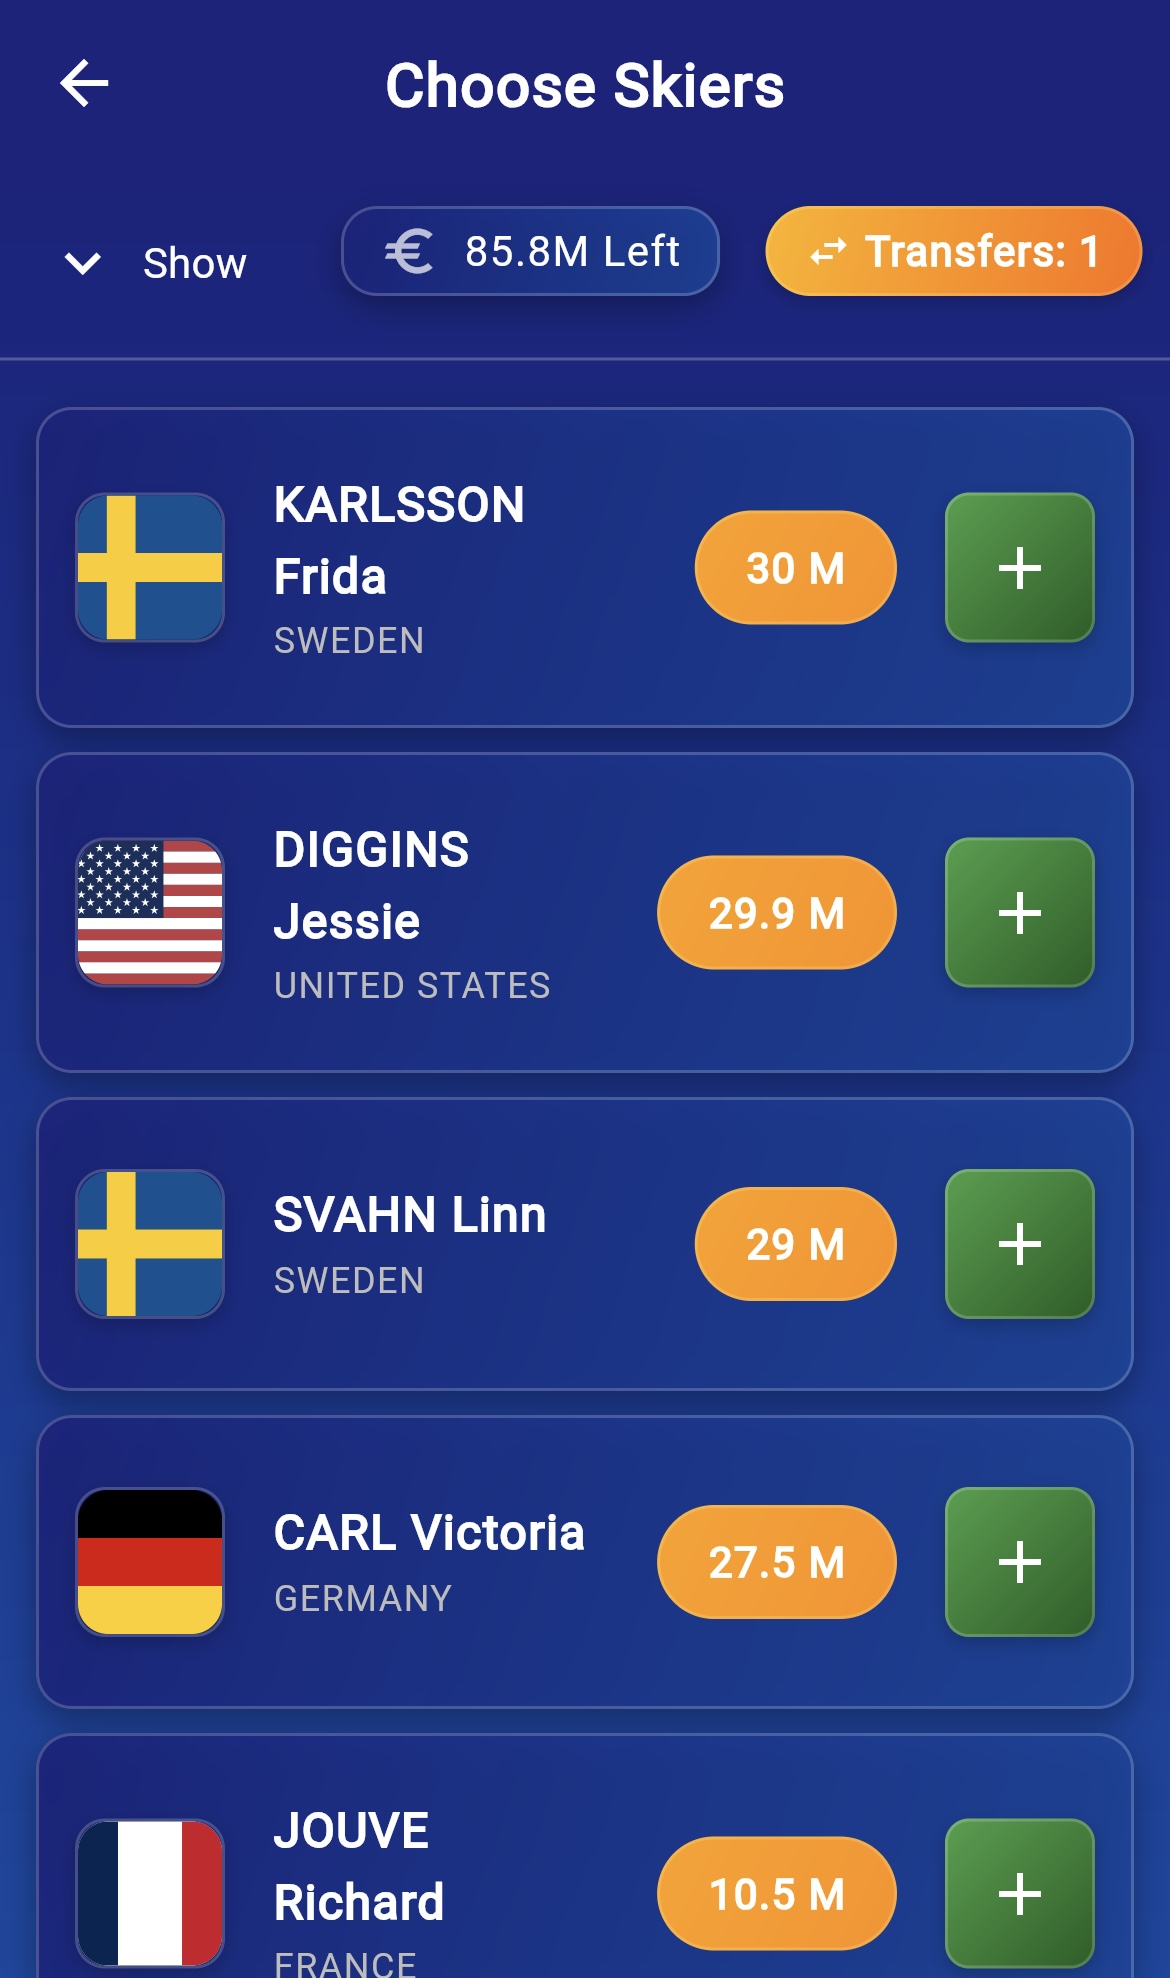 Choose Skiers
Show
€ 85.8M Left
Transfers: 1
KARLSSON
Frida
SWEDEN
30 M
DIGGINS
Jessie
UNITED STATES
29.9 M
SVAHN Linn
SWEDEN
29 M
CARL Victoria
GERMANY
27.5 M
JOUVE
Richard
FRANCE
10.5 M